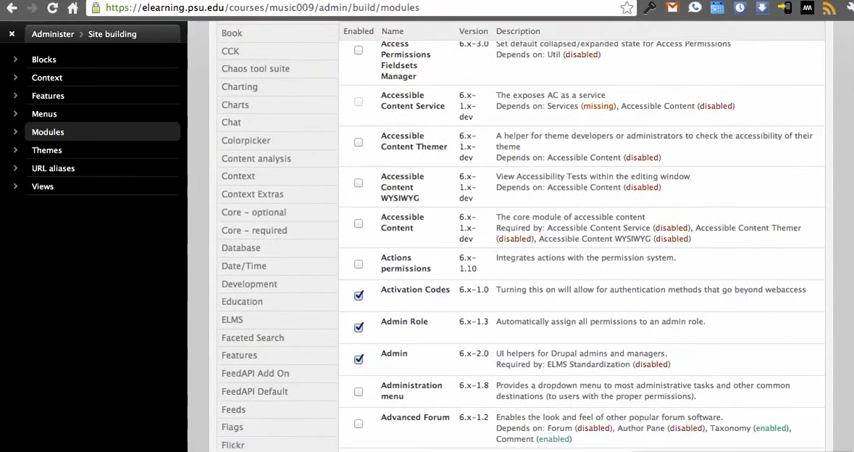 https://elearning.psu.edu/courses/music009/admin/build/modules
Administer › Site building
Blocks
Context
Features
Menus
Modules
Themes
URL aliases
Views
Book
CCK
Chaos tool suite
Charting
Charts
Chat
Colorpicker
Content analysis
Context
Context Extras
Core - optional
Core - required
Database
Date/Time
Development
Education
ELMS
Faceted Search
Features
FeedAPI Add On
FeedAPI Default
Feeds
Flags
Flickr
Enabled Name Version Description
Access
Permissions
Fieldsets
Manager
6.x-3.0
Set default collapsed/expanded state for Access Permissions
Depends on: Util (disabled)
Accessible
Content Service
6.x-
1.x-
dev
The exposes AC as a service
Depends on: Services (missing), Accessible Content (disabled)
Accessible
Content Themer
6.x-
1.x-
dev
A helper for theme developers or administrators to check the accessibility of their
theme
Depends on: Accessible Content (disabled)
Accessible
Content
WYSIWYG
6.x-
1.x-
dev
View Accessibility Tests within the editing window
Depends on: Accessible Content (disabled)
Accessible
Content
6.x-
1.x-
dev
The core module of accessible content
Required by: Accessible Content Service (disabled), Accessible Content Themer
(disabled), Accessible Content WYSIWYG (disabled)
Actions
permissions
6.x-
1.10
Integrates actions with the permission system.
Activation Codes 6.x-1.0 Turning this on will allow for authentication methods that go beyond webaccess
Admin Role 6.x-1.3 Automatically assign all permissions to an admin role.
Admin 6.x-2.0 UI helpers for Drupal admins and managers.
Required by: ELMS Standardization (disabled)
Administration
menu
6.x-1.8
Provides a dropdown menu to most administrative tasks and other common
destinations (to users with the proper permissions).
Advanced Forum 6.x-1.2 Enables the look and feel of other popular forum software.
Depends on: Forum (disabled), Author Pane (disabled), Taxonomy (enabled),
Comment (enabled)